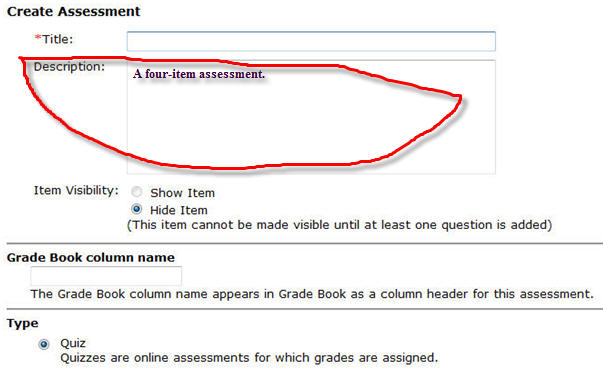 Create Assessment
*Title:
Description:
A four-item assessment.
Item Visibility:
Show Item
Hide Item
(This item cannot be made visible until at least one question is added)
Grade Book column name
The Grade Book column name appears in Grade Book as a column header for this assessment.
Type
Quiz
Quizzes are online assessments for which grades are assigned.